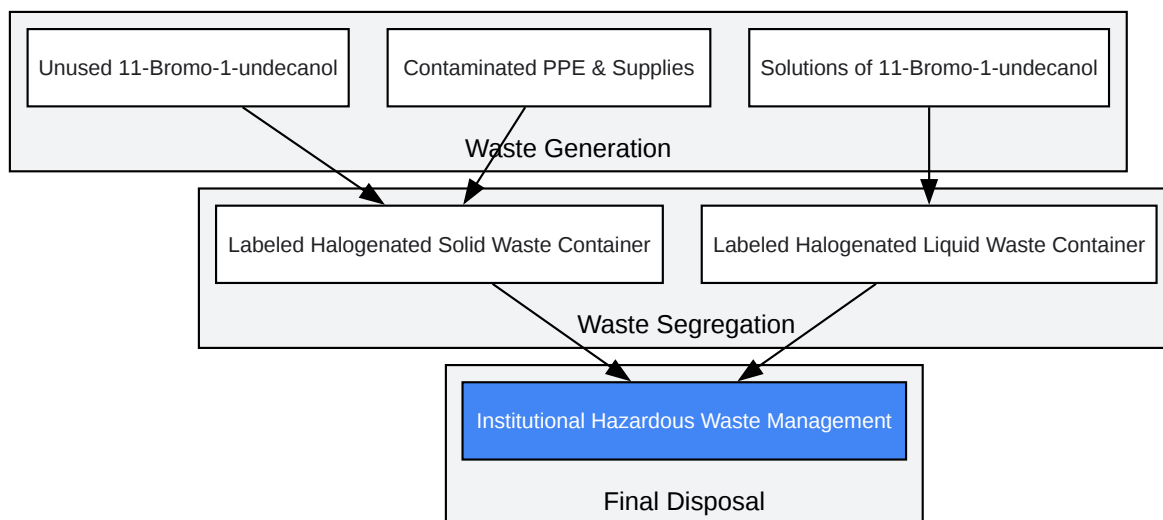 Unused 11-Bromo-1-undecanol
Contaminated PPE & Supplies
Solutions of 11-Bromo-1-undecanol
Waste Generation
Labeled Halogenated Solid Waste Container
Labeled Halogenated Liquid Waste Container
Waste Segregation
Institutional Hazardous Waste Management
Final Disposal